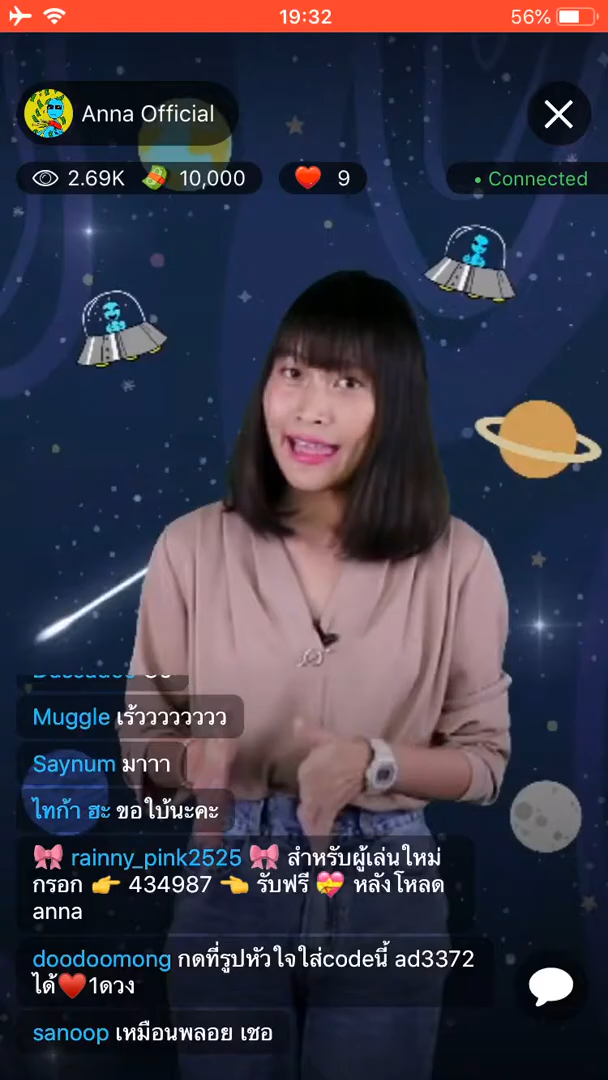 19:32
56%
Anna Official
2.69K 10,000 9
• Connected
Muggle เร้วววววววว
Saynum มาาา
ไทก้า ฮะ ขอใบ้นะคะ
🎀 rainny_pink2525 🎀 สำหรับผู้เล่นใหม่
กรอก 👉 434987 👈 รับฟรี 💝 หลังโหลด
anna
doodoomong กดที่รูปหัวใจใส่codeนี้ ad3372
ได้❤️1ดวง
sanoop เหมือนพลอย เชอ